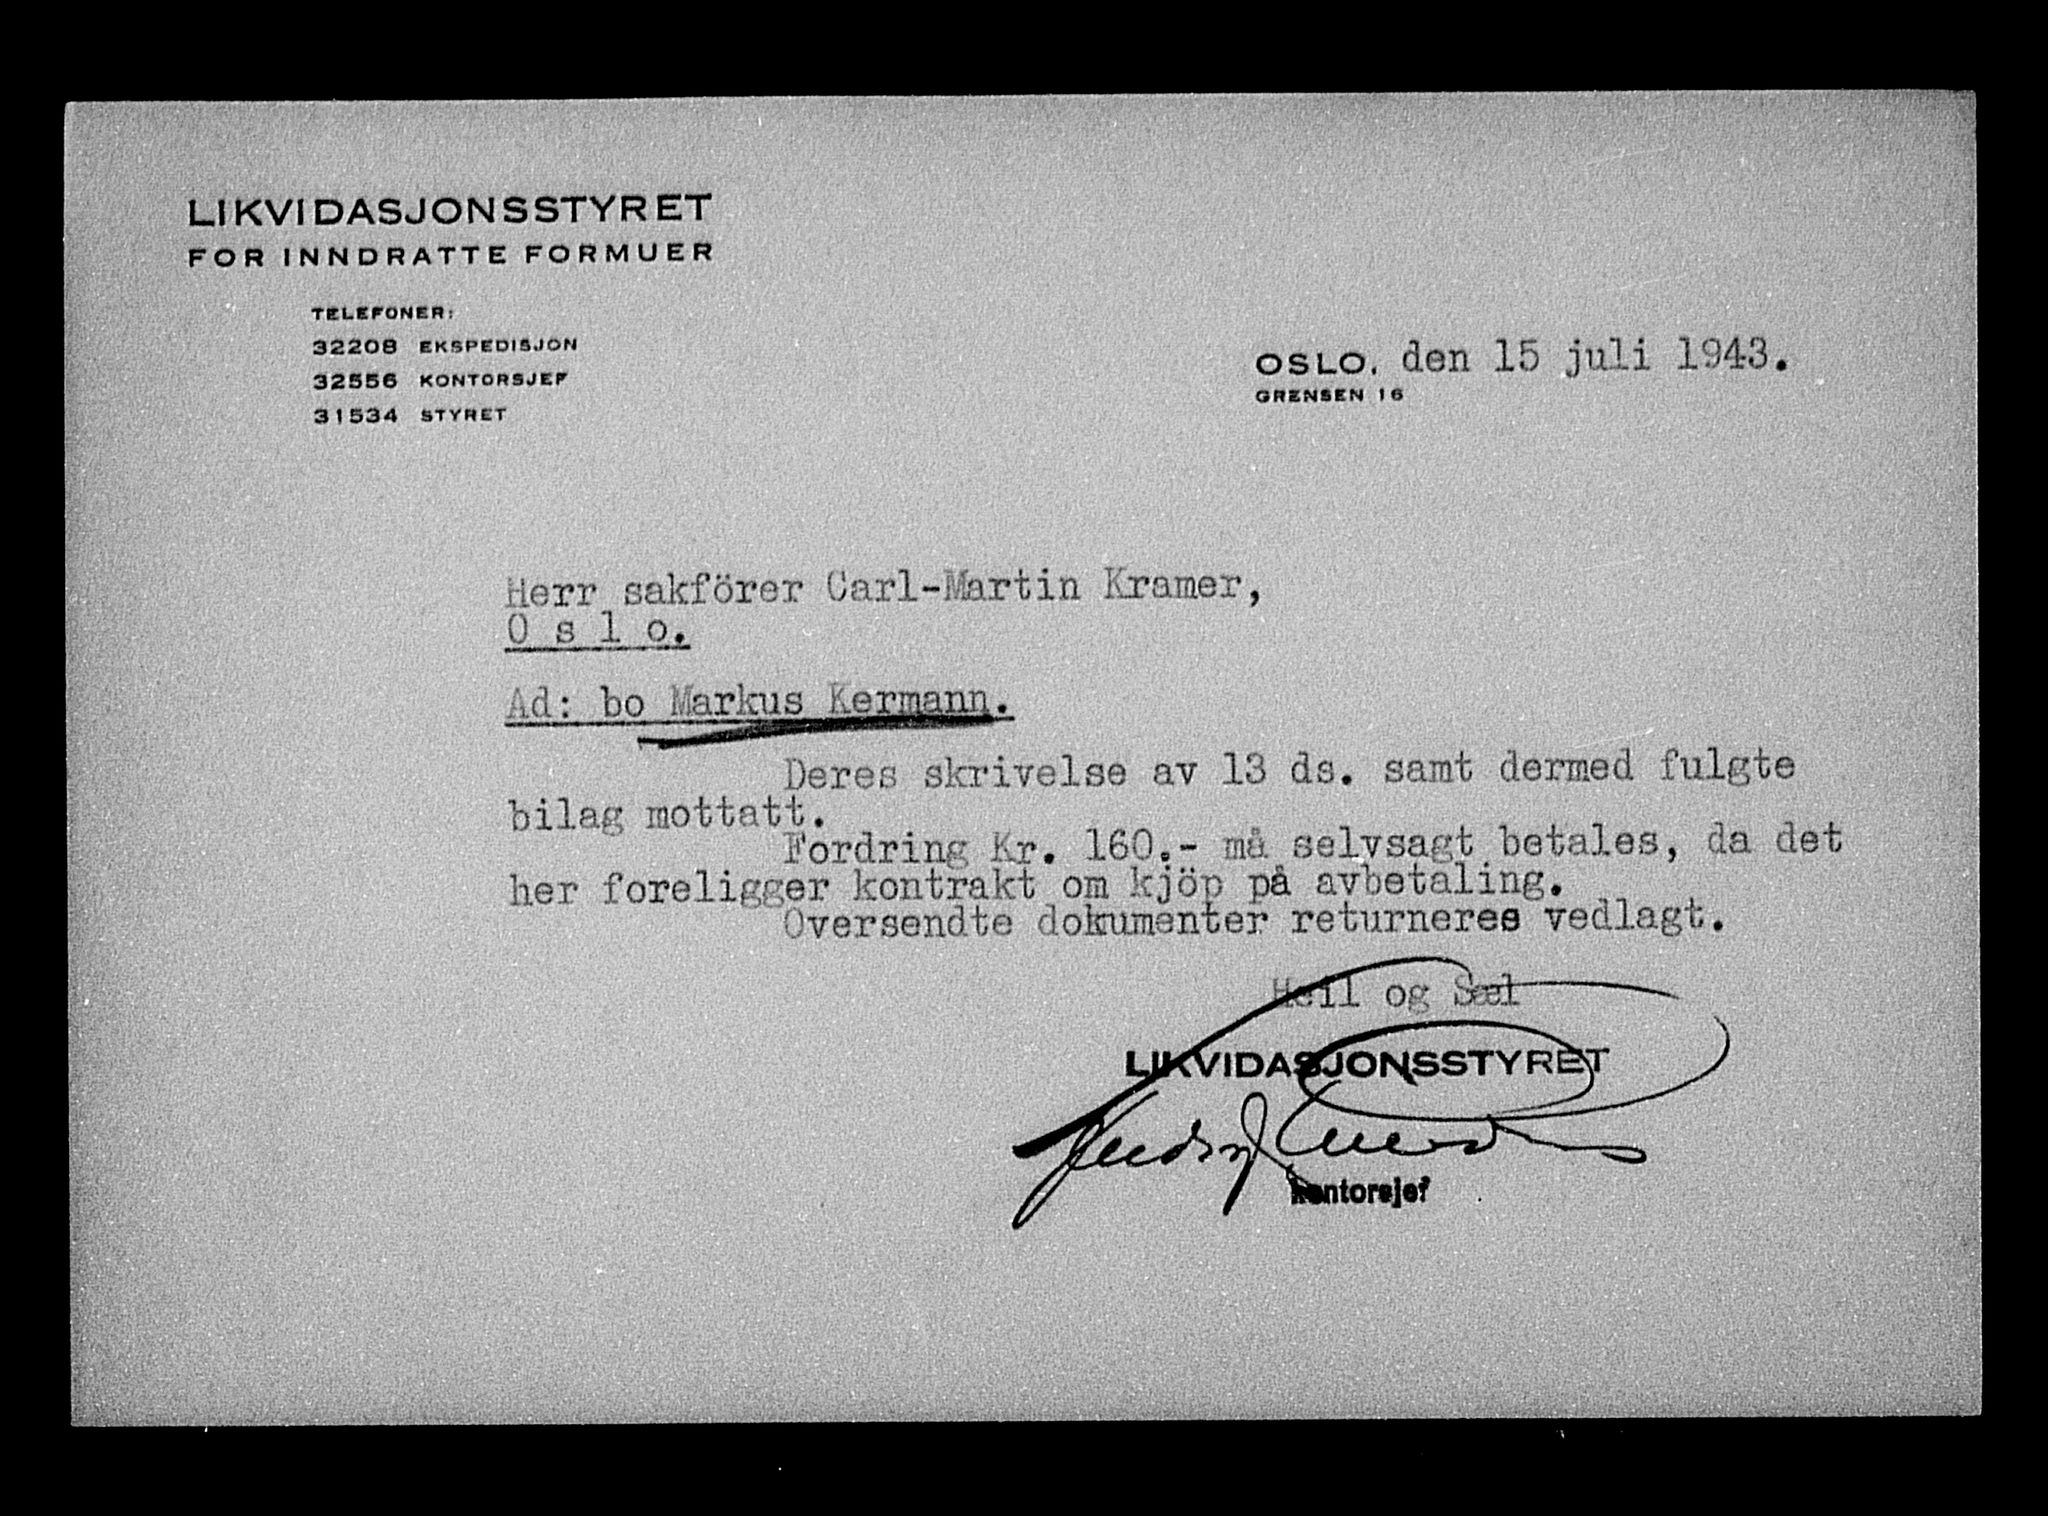 LIKVIDASJONSSTYRET
FOR INNDRATTE FORMUER
TELEFONER:
32208 EKSPEDISJON
32556 KONTORSJEF
31534 STYRET
OSLO, den 15 juli 1943.
GRENSEN 16
Herr sakförer Carl-Martin Kramer,
O s l o.
Ad: bo Markus Kermann.
Deres skrivelse av 13 ds. samt dermed fulgte
bilag mottatt.
Fordring Kr. 160.- må selvsagt betales, da det
her foreligger kontrakt om kjöp på avbetaling.
Oversendte dokumenter returneres vedlagt.
Heil og Sæl
LIKVIDASJONSSTYRET
kontorsjef